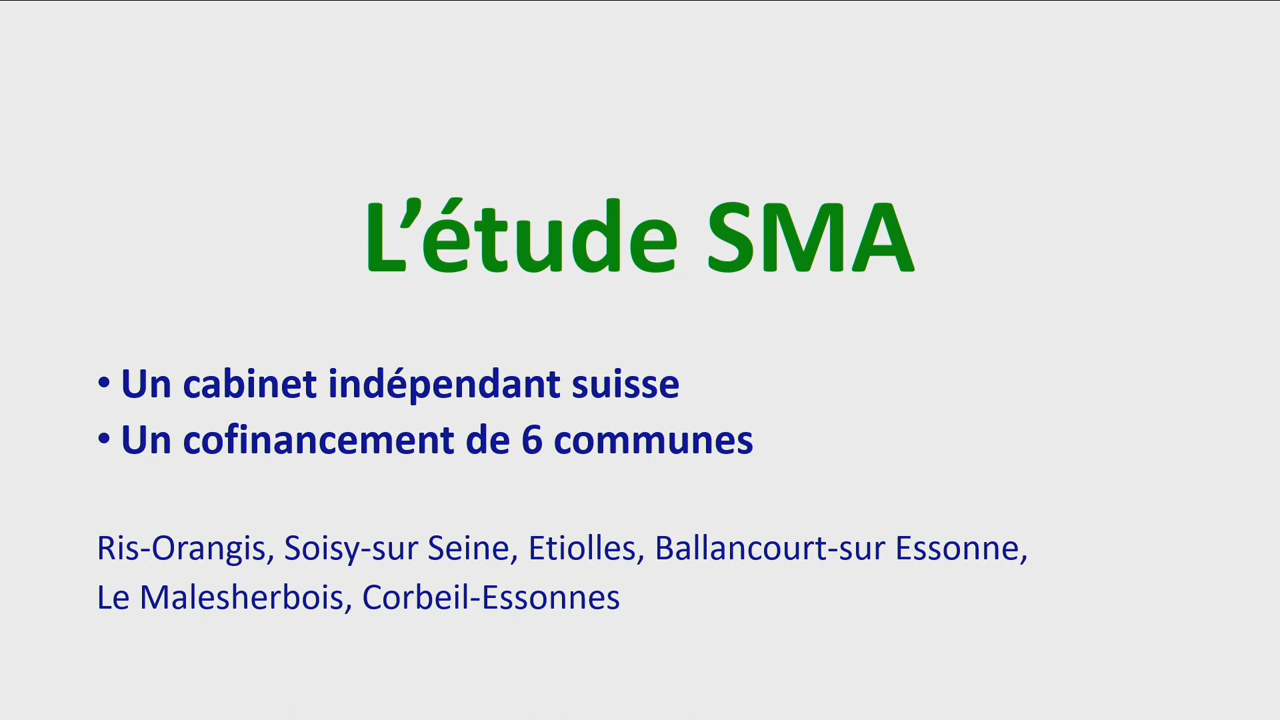 L’étude SMA
• Un cabinet indépendant suisse
• Un cofinancement de 6 communes
Ris-Orangis, Soisy-sur Seine, Etiolles, Ballancourt-sur Essonne,
Le Malesherbois, Corbeil-Essonnes